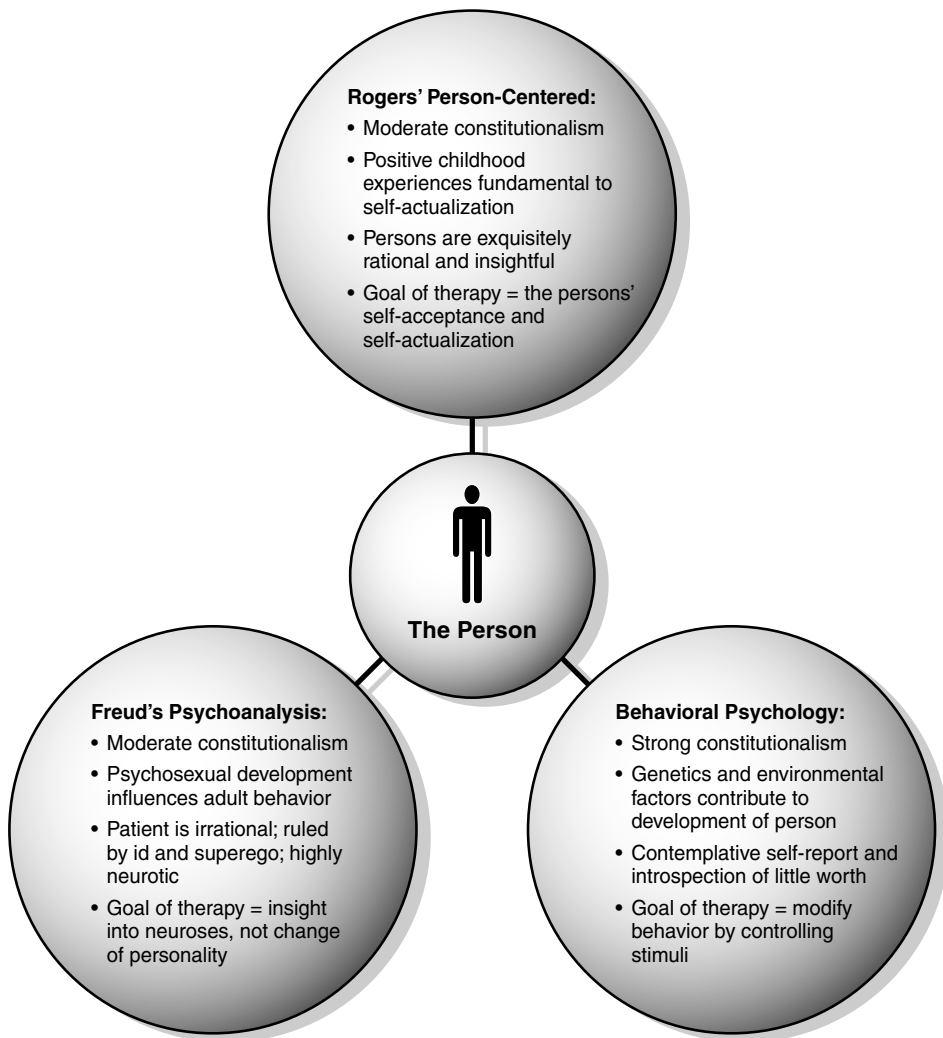 Rogers’ Person-Centered:
• Moderate constitutionalism
• Positive childhood
experiences fundamental to
self-actualization
• Persons are exquisitely
rational and insightful
• Goal of therapy = the persons’
self-acceptance and
self-actualization
The Person
Freud’s Psychoanalysis:
• Moderate constitutionalism
• Psychosexual development
influences adult behavior
• Patient is irrational; ruled
by id and superego; highly
neurotic
• Goal of therapy = insight
into neuroses, not change
of personality
Behavioral Psychology:
• Strong constitutionalism
• Genetics and environmental
factors contribute to
development of person
• Contemplative self-report and
introspection of little worth
• Goal of therapy = modify
behavior by controlling
stimuli